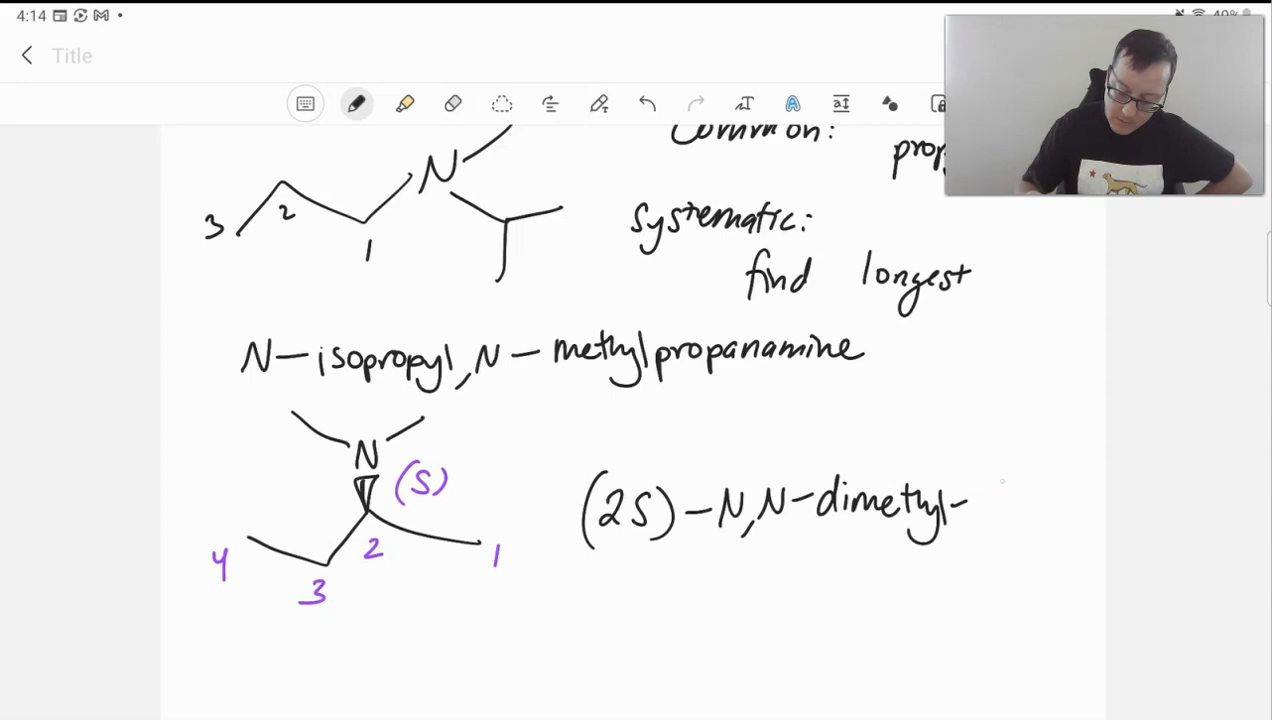 4:14
40%
Title
Common:
N
prop
3
2
1
systematic:
find longest
N-isopropyl, N-methylpropanamine
N
(S)
(2S)-N,N-dimethyl-
4
2
1
3